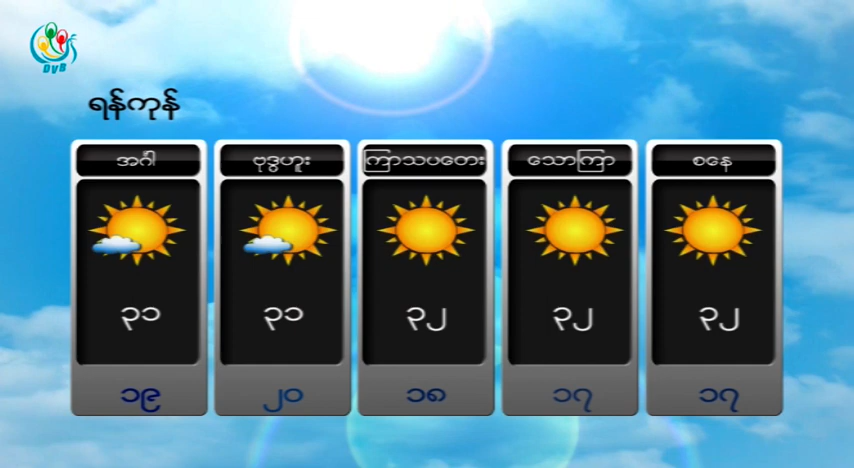 DVB
ရန်ကုန်
အင်္ဂါ ဗုဒ္ဓဟူး ကြာသပတေး သောကြာ စနေ
၃၁ ၃၁ ၃၂ ၃၂ ၃၂
၁၉ ၂၀ ၁၈ ၁၇ ၁၇